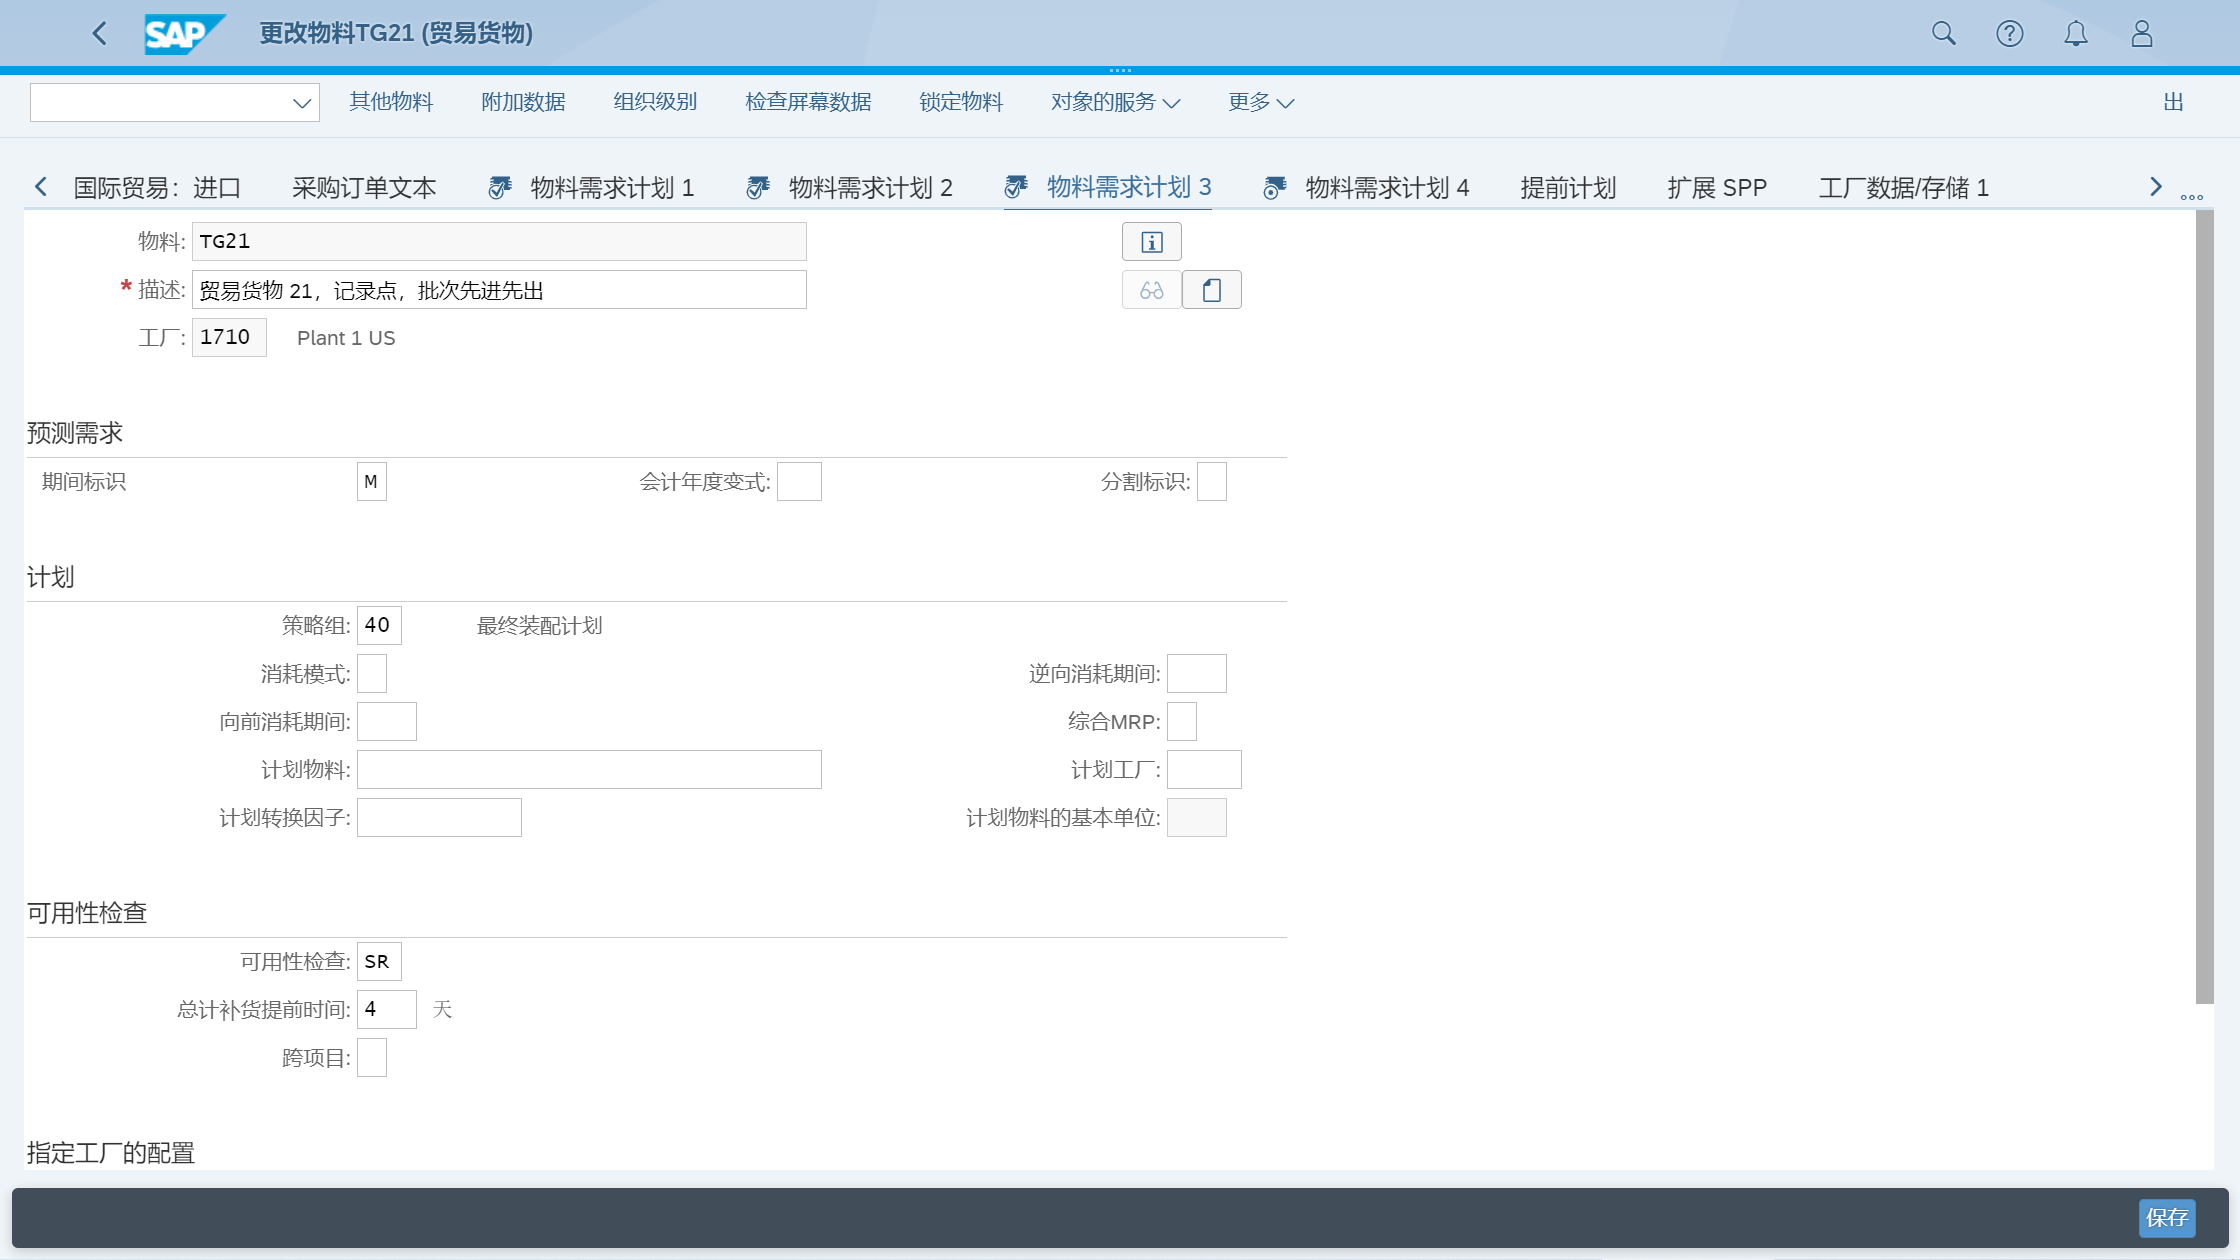 SAP 更改物料TG21 (贸易货物)
其他物料 附加数据 组织级别 检查屏幕数据 锁定物料 对象的服务 更多 出
国际贸易：进口 采购订单文本 物料需求计划 1 物料需求计划 2 物料需求计划 3 物料需求计划 4 提前计划 扩展 SPP 工厂数据/存储 1
物料: TG21
* 描述: 贸易货物 21，记录点，批次先进先出
工厂: 1710 Plant 1 US
预测需求
期间标识 M 会计年度变式: 分割标识:
计划
策略组: 40 最终装配计划
消耗模式: 逆向消耗期间:
向前消耗期间: 综合MRP:
计划物料: 计划工厂:
计划转换因子: 计划物料的基本单位:
可用性检查
可用性检查: SR
总计补货提前时间: 4 天
跨项目:
指定工厂的配置
保存